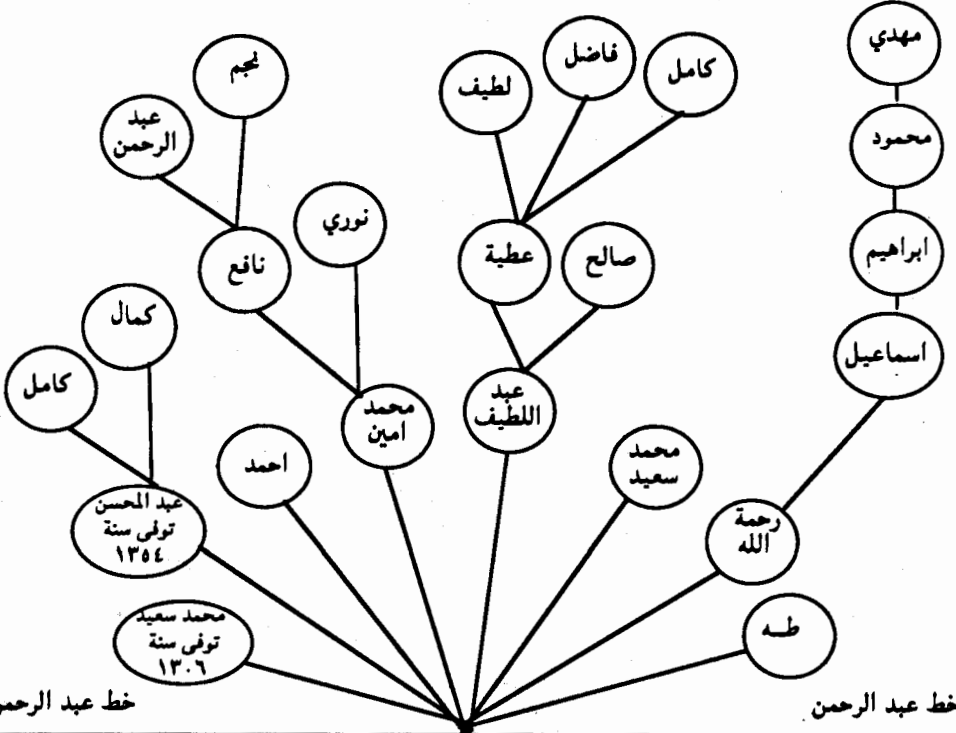 مهدي
كامل
فاضل
لطيف
نجم
عبد
الرحمن
محمود
نوري
ابراهيم
صالح
عطية
نافع
كمال
اسماعيل
كامل
عبد
اللطيف
محمد
امين
محمد
سعيد
احمد
رحمة
الله
عبد المحسن
توفى سنة
١٣٥٤
طه
محمد سعيد
توفى سنة
١٣٠٦
خط عبد الرحمن
خط عبد الرحمن